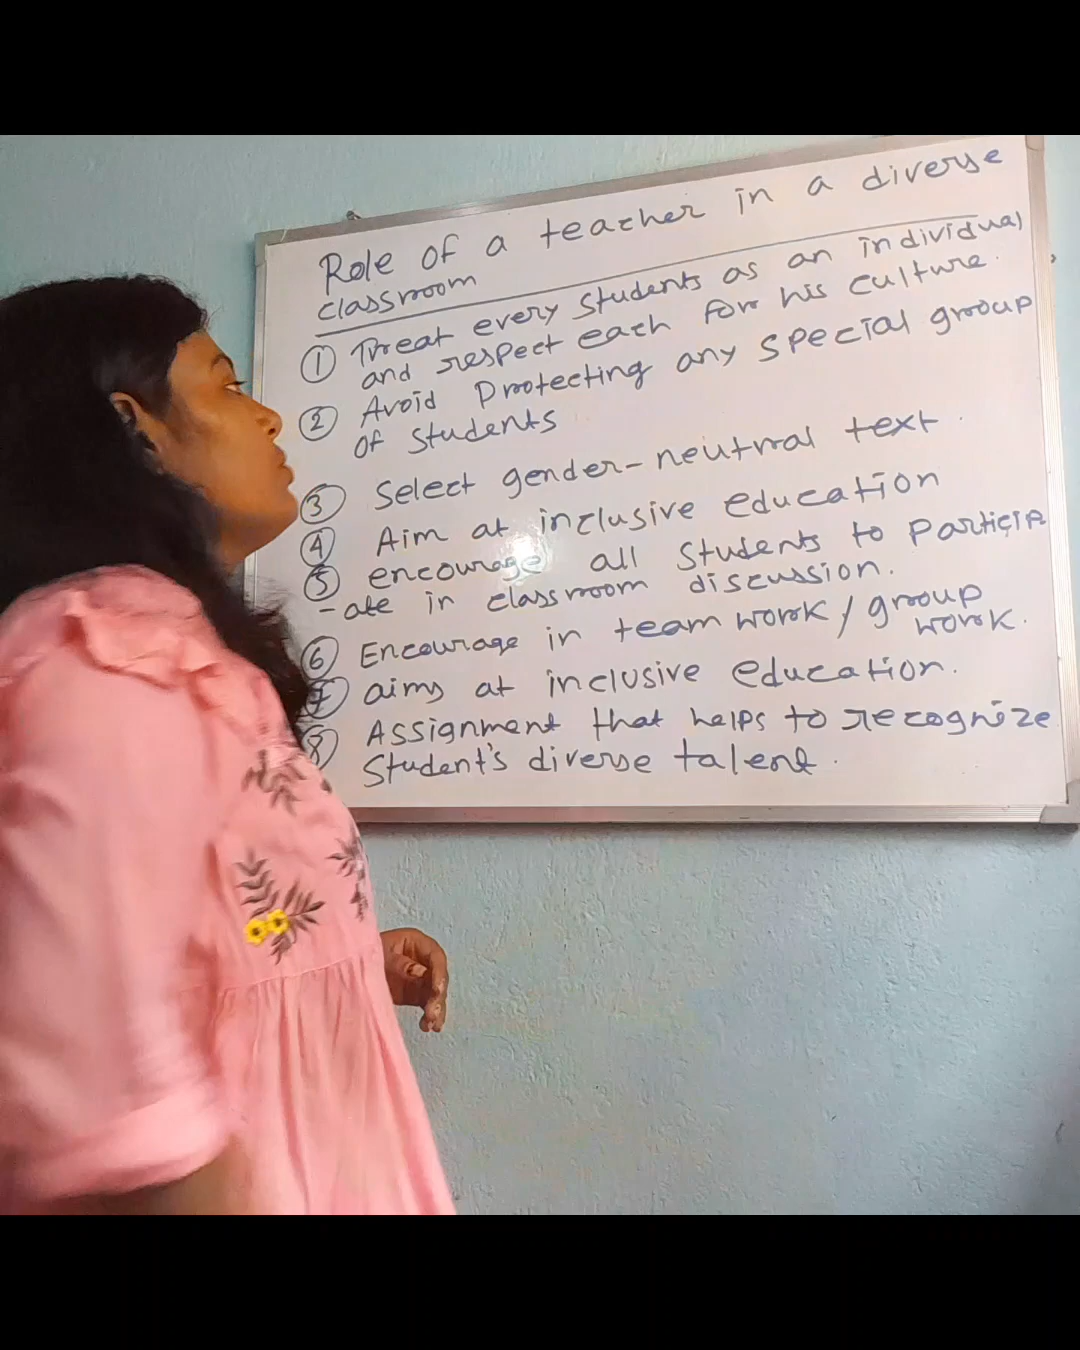 Role of a teacher in a diverse
classroom
① Treat every students as an individual
and respect each for his culture.
② Avoid Protecting any special group
of students
③ Select gender-neutral text.
④ Aim at inclusive education
⑤ encourage all students to particip
-ate in classroom discussion.
⑥ Encourage in team work / group
work.
⑦ aims at inclusive education.
⑧ Assignment that helps to recognize
Student's diverse talent.